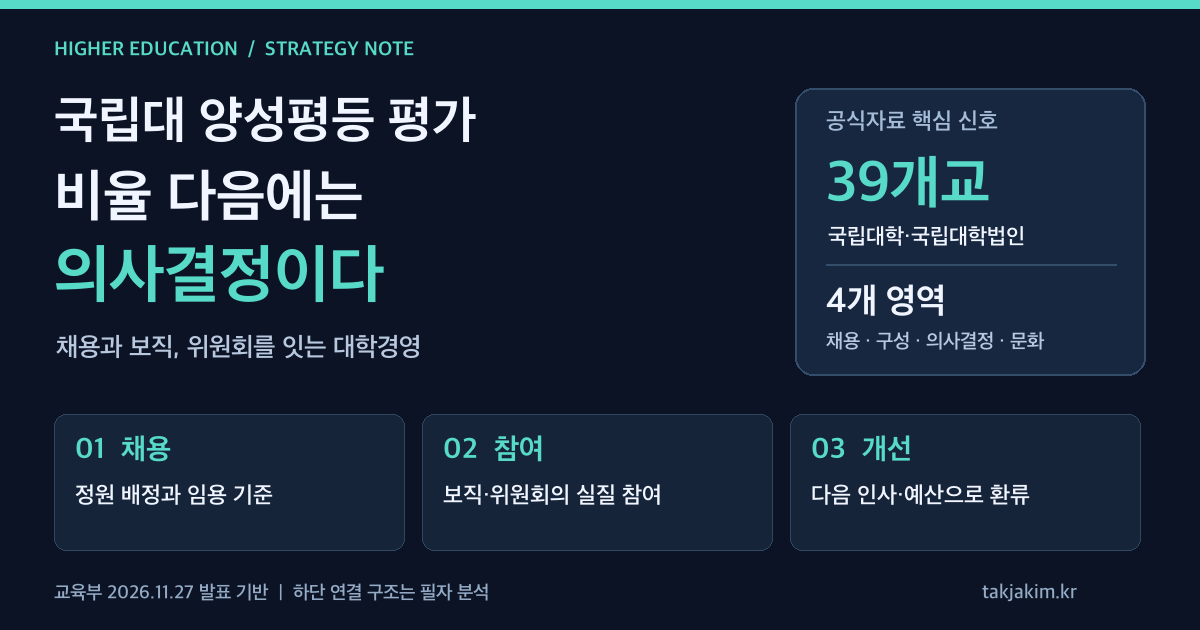 HIGHER EDUCATION / STRATEGY NOTE
국립대 양성평등 평가
비율 다음에는
의사결정이다
채용과 보직, 위원회를 잇는 대학경영
공식자료 핵심 신호
39개교
국립대학·국립대학법인
4개 영역
채용 · 구성 · 의사결정 · 문화
01 채용
정원 배정과 임용 기준
02 참여
보직·위원회의 실질 참여
03 개선
다음 인사·예산으로 환류
교육부 2026.11.27 발표 기반 | 하단 연결 구조는 필자 분석
takjakim.kr